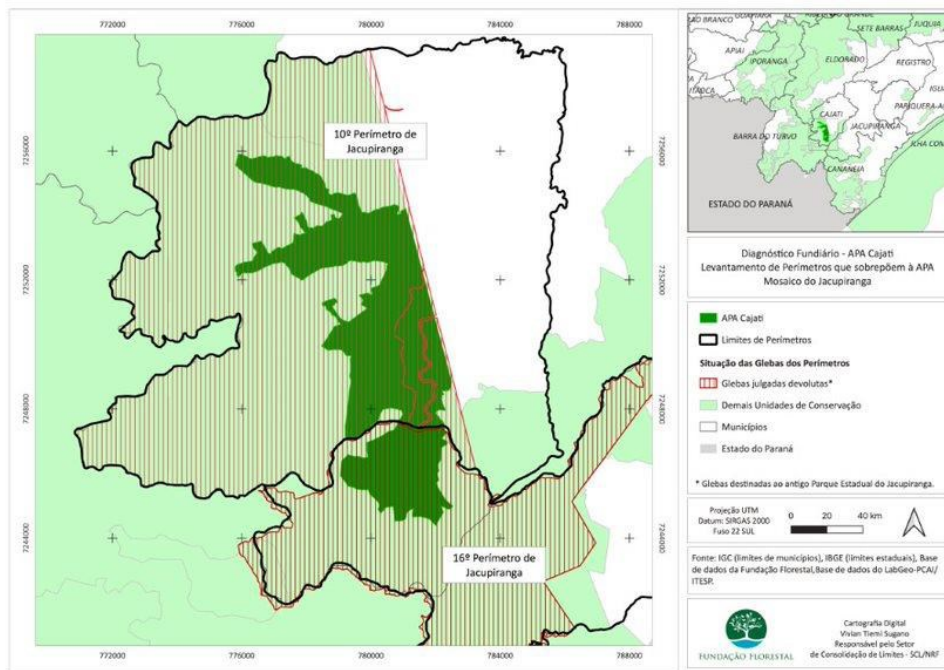 772000 776000 780000 784000 788000
7256000
7252000
7248000
7244000
10º Perímetro de
Jacupiranga
16º Perímetro de
Jacupiranga
7256000
7252000
7248000
7244000
772000 776000 780000 784000 788000
SETE BARRAS
APIAI
IPORANGA
ELDORADO
REGISTRO
CAJATI
JACUPIRANGA
BARRA DO TURVO
CANANEIA
ESTADO DO PARANÁ
Diagnóstico Fundiário - APA Cajati
Levantamento de Perímetros que sobrepõem à APA
Mosaico do Jacupiranga
APA Cajati
Limites de Perímetros
Situação das Glebas dos Perímetros
Glebas julgadas devolutas*
Demais Unidades de Conservação
Municípios
Estado do Paraná
* Glebas destinadas ao antigo Parque Estadual do Jacupiranga.
Projeção UTM
Datum: SIRGAS 2000
Fuso 22 SUL
0 20 40 km
Fonte: IGC (limites de municípios), IBGE (limites estaduais), Base
de dados da Fundação Florestal,Base de dados do LabGeo-PCAI/
ITESP.
FUNDAÇÃO FLORESTAL
Cartografia Digital
Vivian Tiemi Sugano
Responsável pelo Setor
de Consolidação de Limites - SCL/NRF